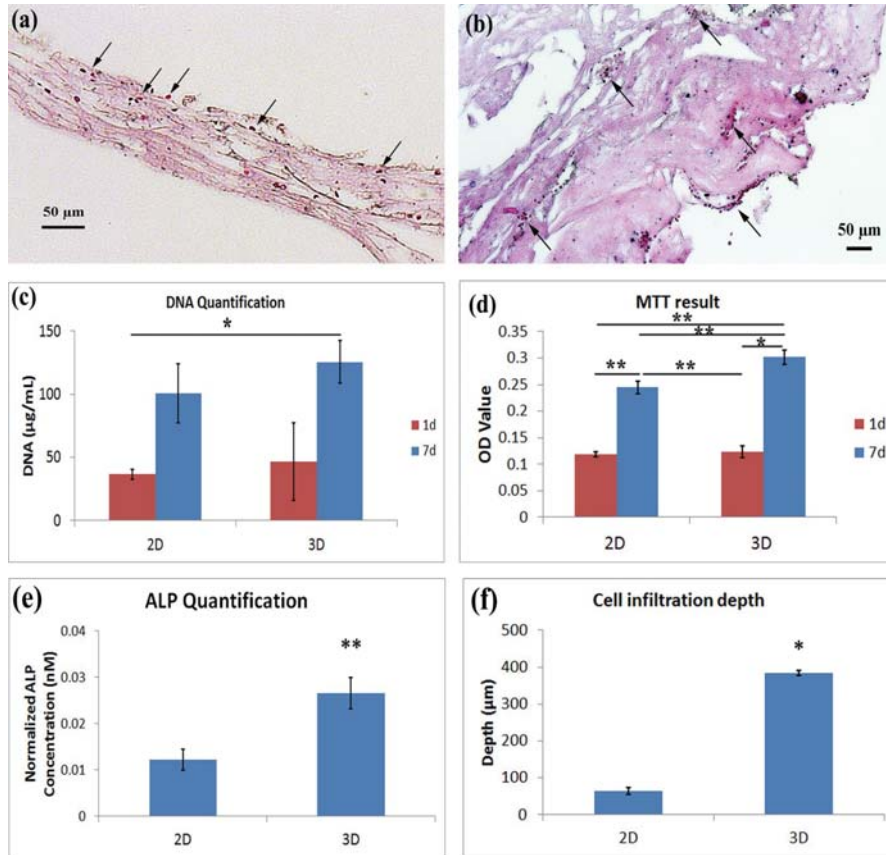 (a)
50 µm
(b)
50 µm
(c)
DNA Quantification
*
150
100
50
0
DNA (µg/mL)
2D
3D
1d
7d
(d)
MTT result
**
**
*
**
**
0.35
0.3
0.25
0.2
0.15
0.1
0.05
0
OD Value
2D
3D
1d
7d
(e)
ALP Quantification
**
0.04
0.03
0.02
0.01
0
Normalized ALP
Concentration (nM)
2D
3D
(f)
Cell infiltration depth
*
500
400
300
200
100
0
Depth (µm)
2D
3D